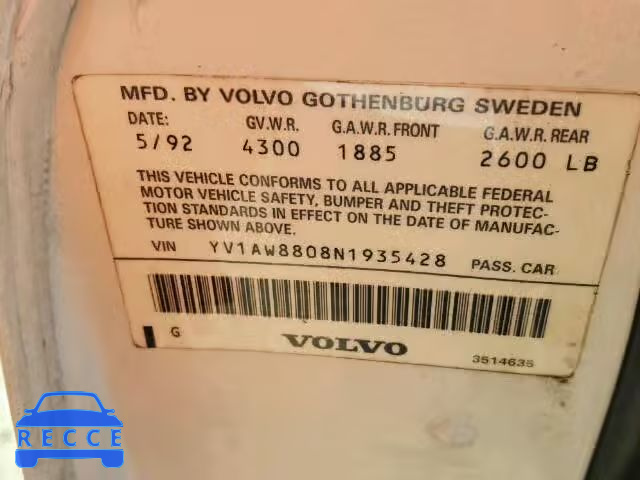 MFD. BY VOLVO GOTHENBURG SWEDEN
DATE: GV.W.R. G.A.W.R. FRONT G.A.W.R. REAR
5/92 4300 1885 2600 LB
THIS VEHICLE CONFORMS TO ALL APPLICABLE FEDERAL
MOTOR VEHICLE SAFETY, BUMPER AND THEFT PROTEC-
TION STANDARDS IN EFFECT ON THE DATE OF MANUFAC-
TURE SHOWN ABOVE.
VIN YV1AW8808N1935428 PASS. CAR
G VOLVO 3514635
RECCE